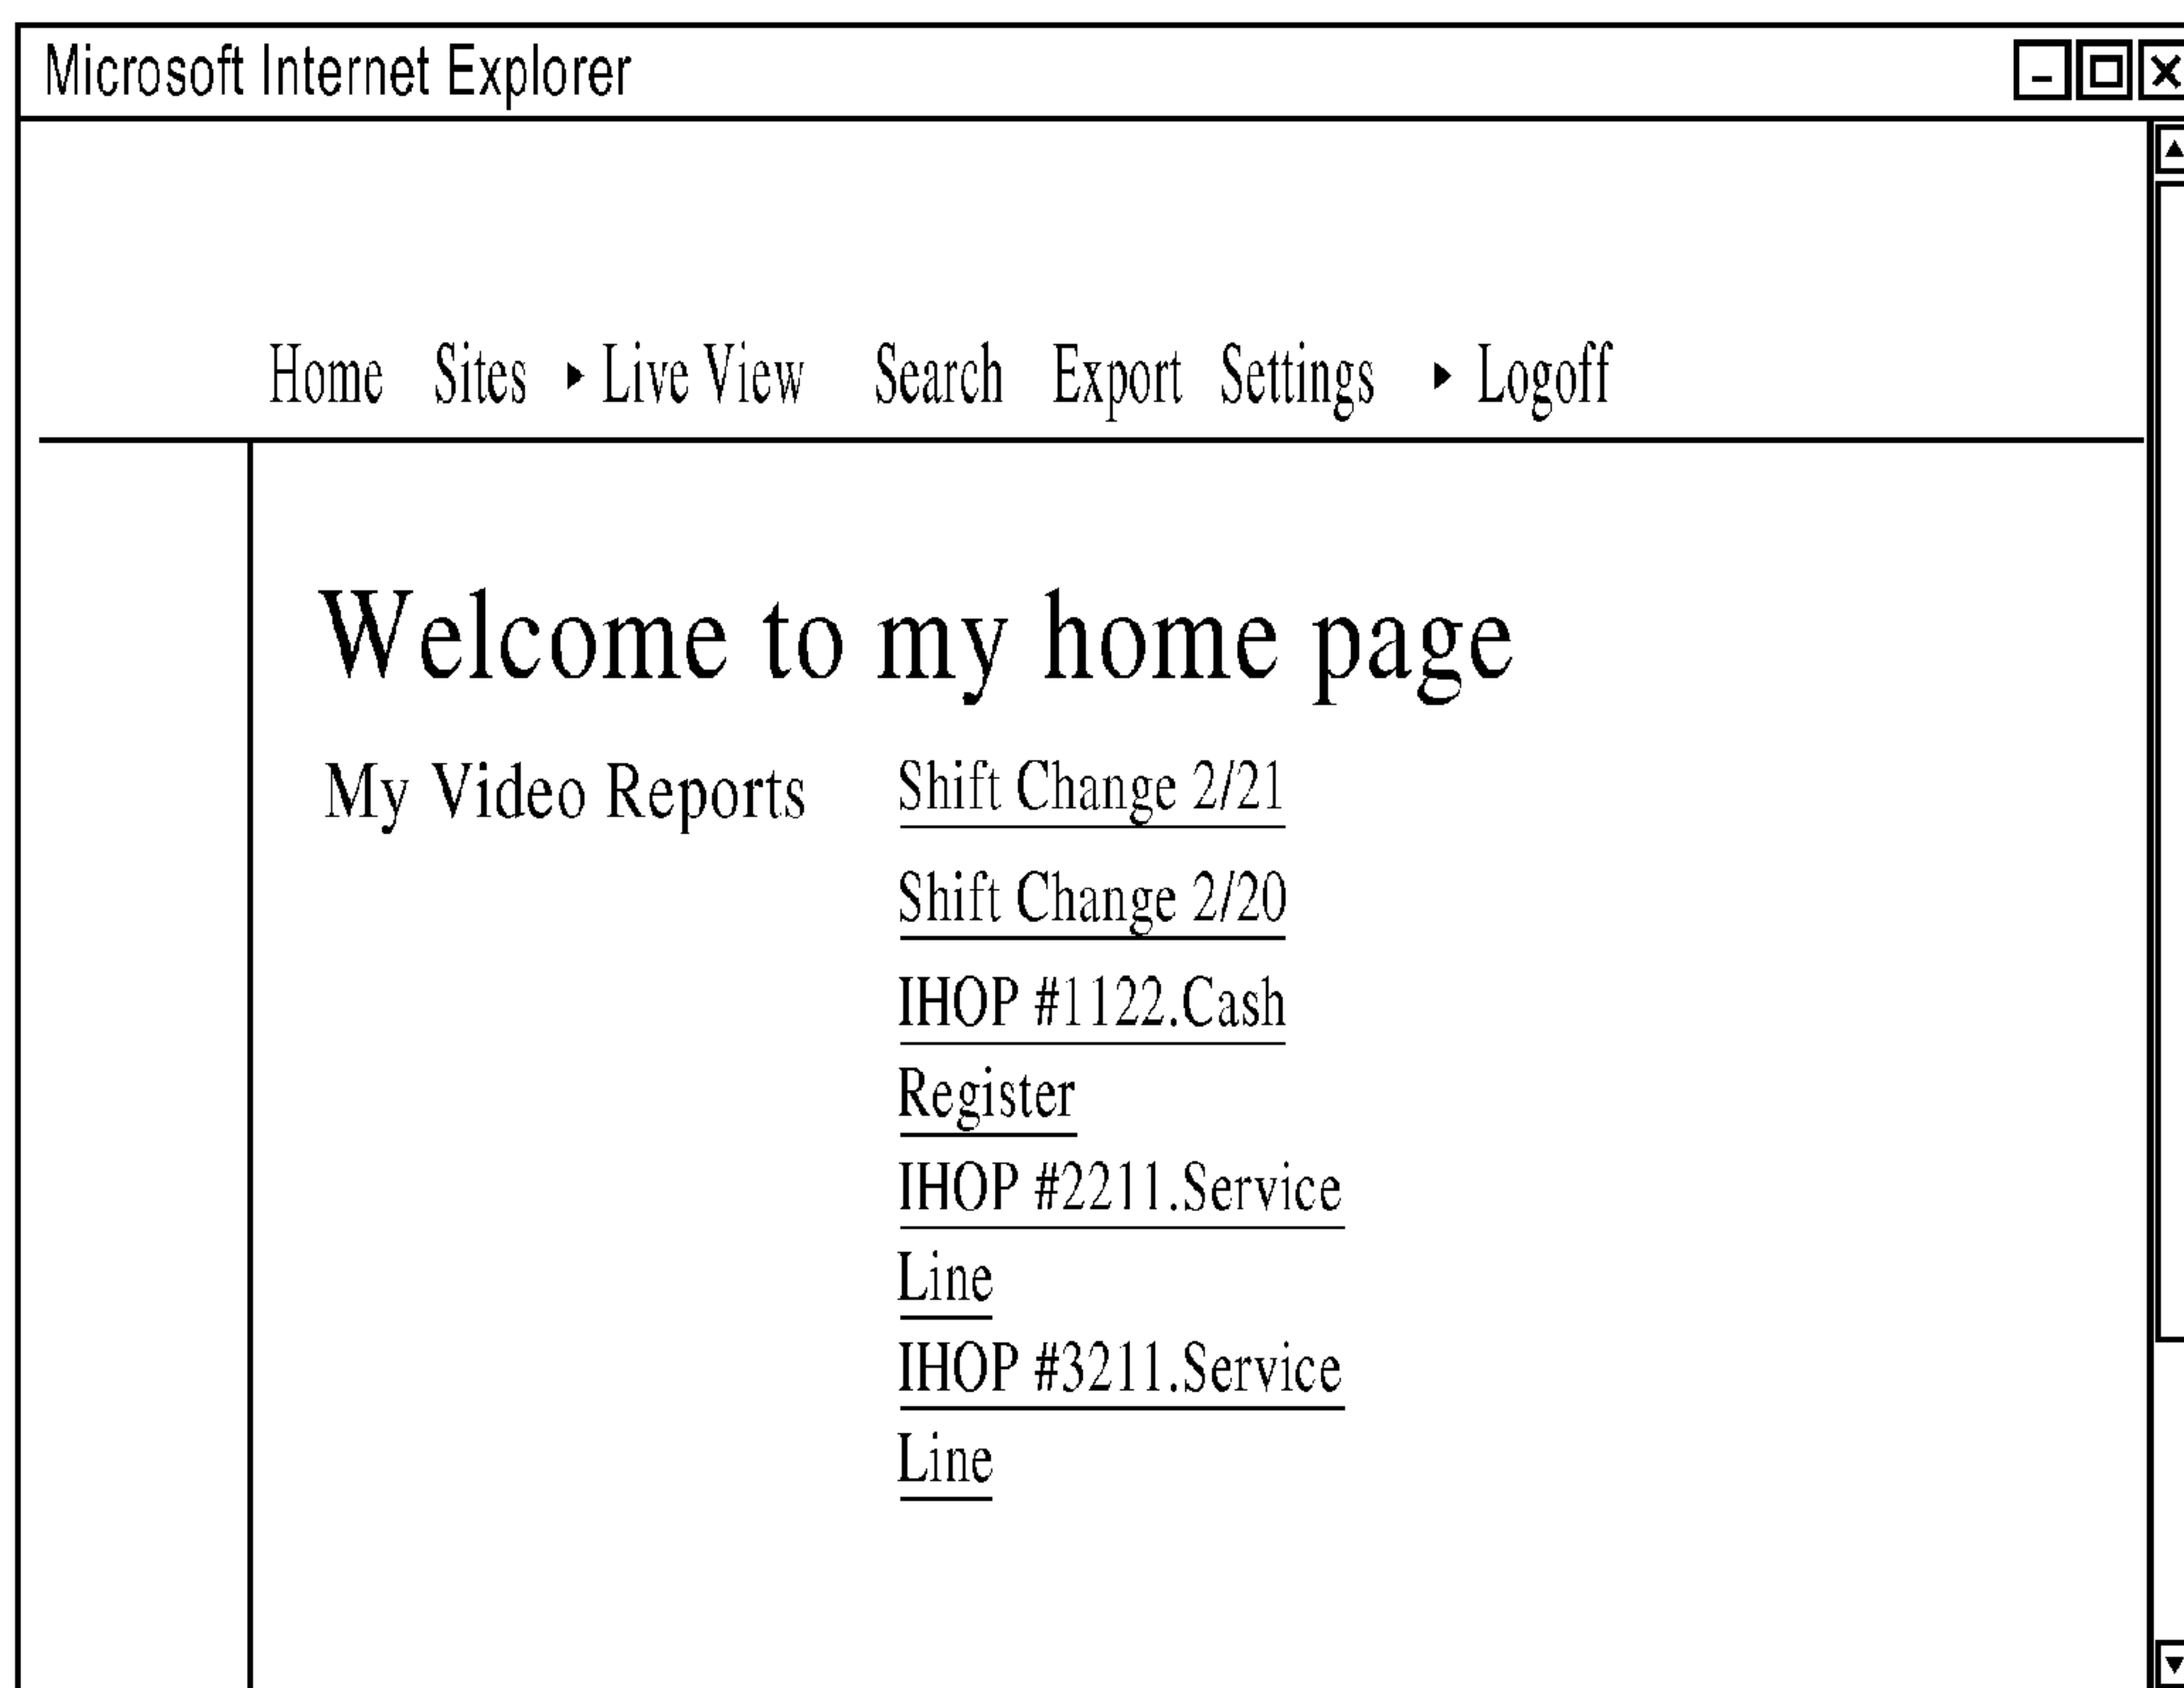 Microsoft Internet Explorer
Home Sites ▸ Live View Search Export Settings ▸ Logoff
Welcome to my home page
My Video Reports Shift Change 2/21
Shift Change 2/20
IHOP #1122.Cash
Register
IHOP #2211.Service
Line
IHOP #3211.Service
Line